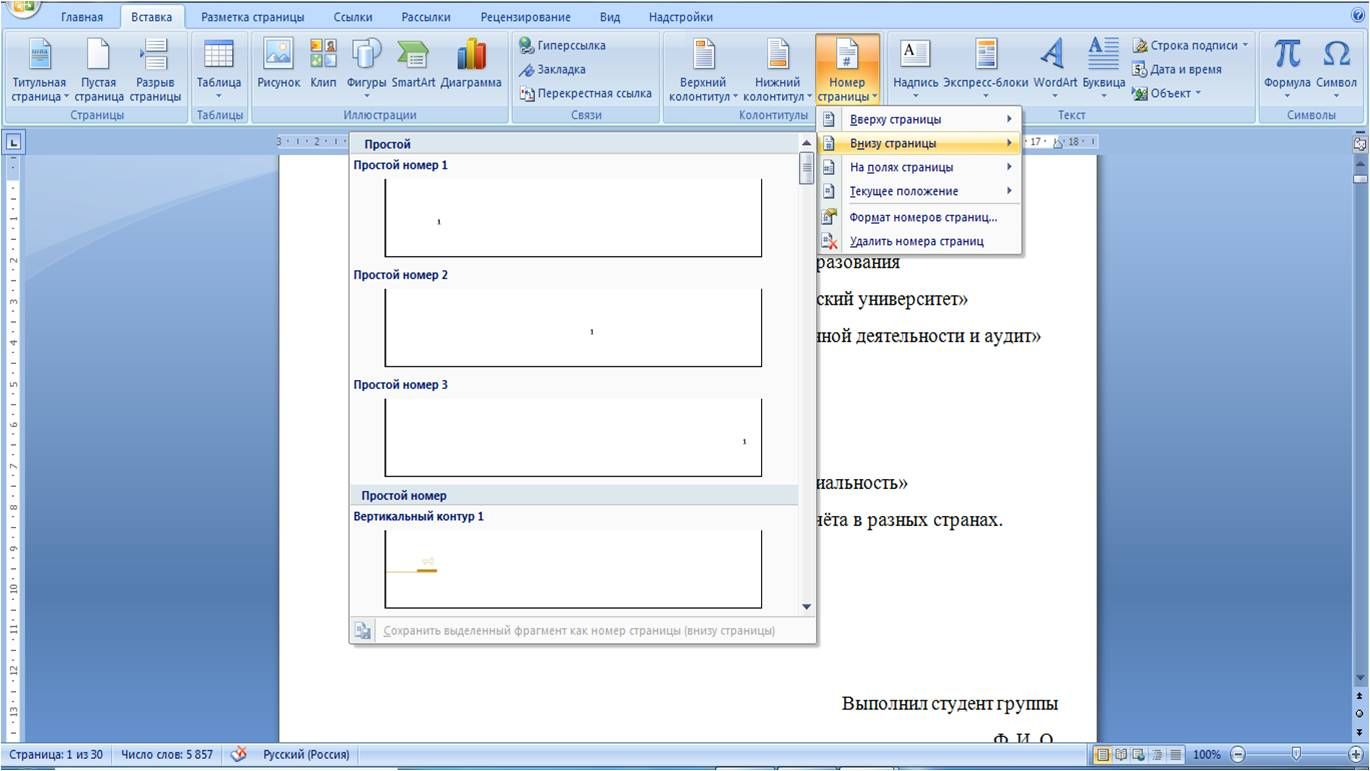 Главная Вставка Разметка страницы Ссылки Рассылки Рецензирование Вид Надстройки
Титульная страница
Пустая страница
Разрыв страницы
Страницы
Таблица
Таблицы
Рисунок
Клип
Фигуры
SmartArt
Диаграмма
Иллюстрации
Гиперссылка
Закладка
Перекрестная ссылка
Связи
Верхний колонтитул
Нижний колонтитул
Номер страницы
Колонтитулы
Надпись
Экспресс-блоки
WordArt
Буквица
Строка подписи
Дата и время
Объект
Текст
Формула
Символ
Символы
Вверху страницы
Внизу страницы
На полях страницы
Текущее положение
Формат номеров страниц...
Удалить номера страниц
Простой
Простой номер 1
1
Простой номер 2
1
Простой номер 3
1
Простой номер
Вертикальный контур 1
Сохранить выделенный фрагмент как номер страницы (внизу страницы)
разования
ский университет»
ной деятельности и аудит»
иальность»
чёта в разных странах.
Выполнил студент группы
Ф. И. О.
Страница: 1 из 30 Число слов: 5 857 Русский (Россия) 100%